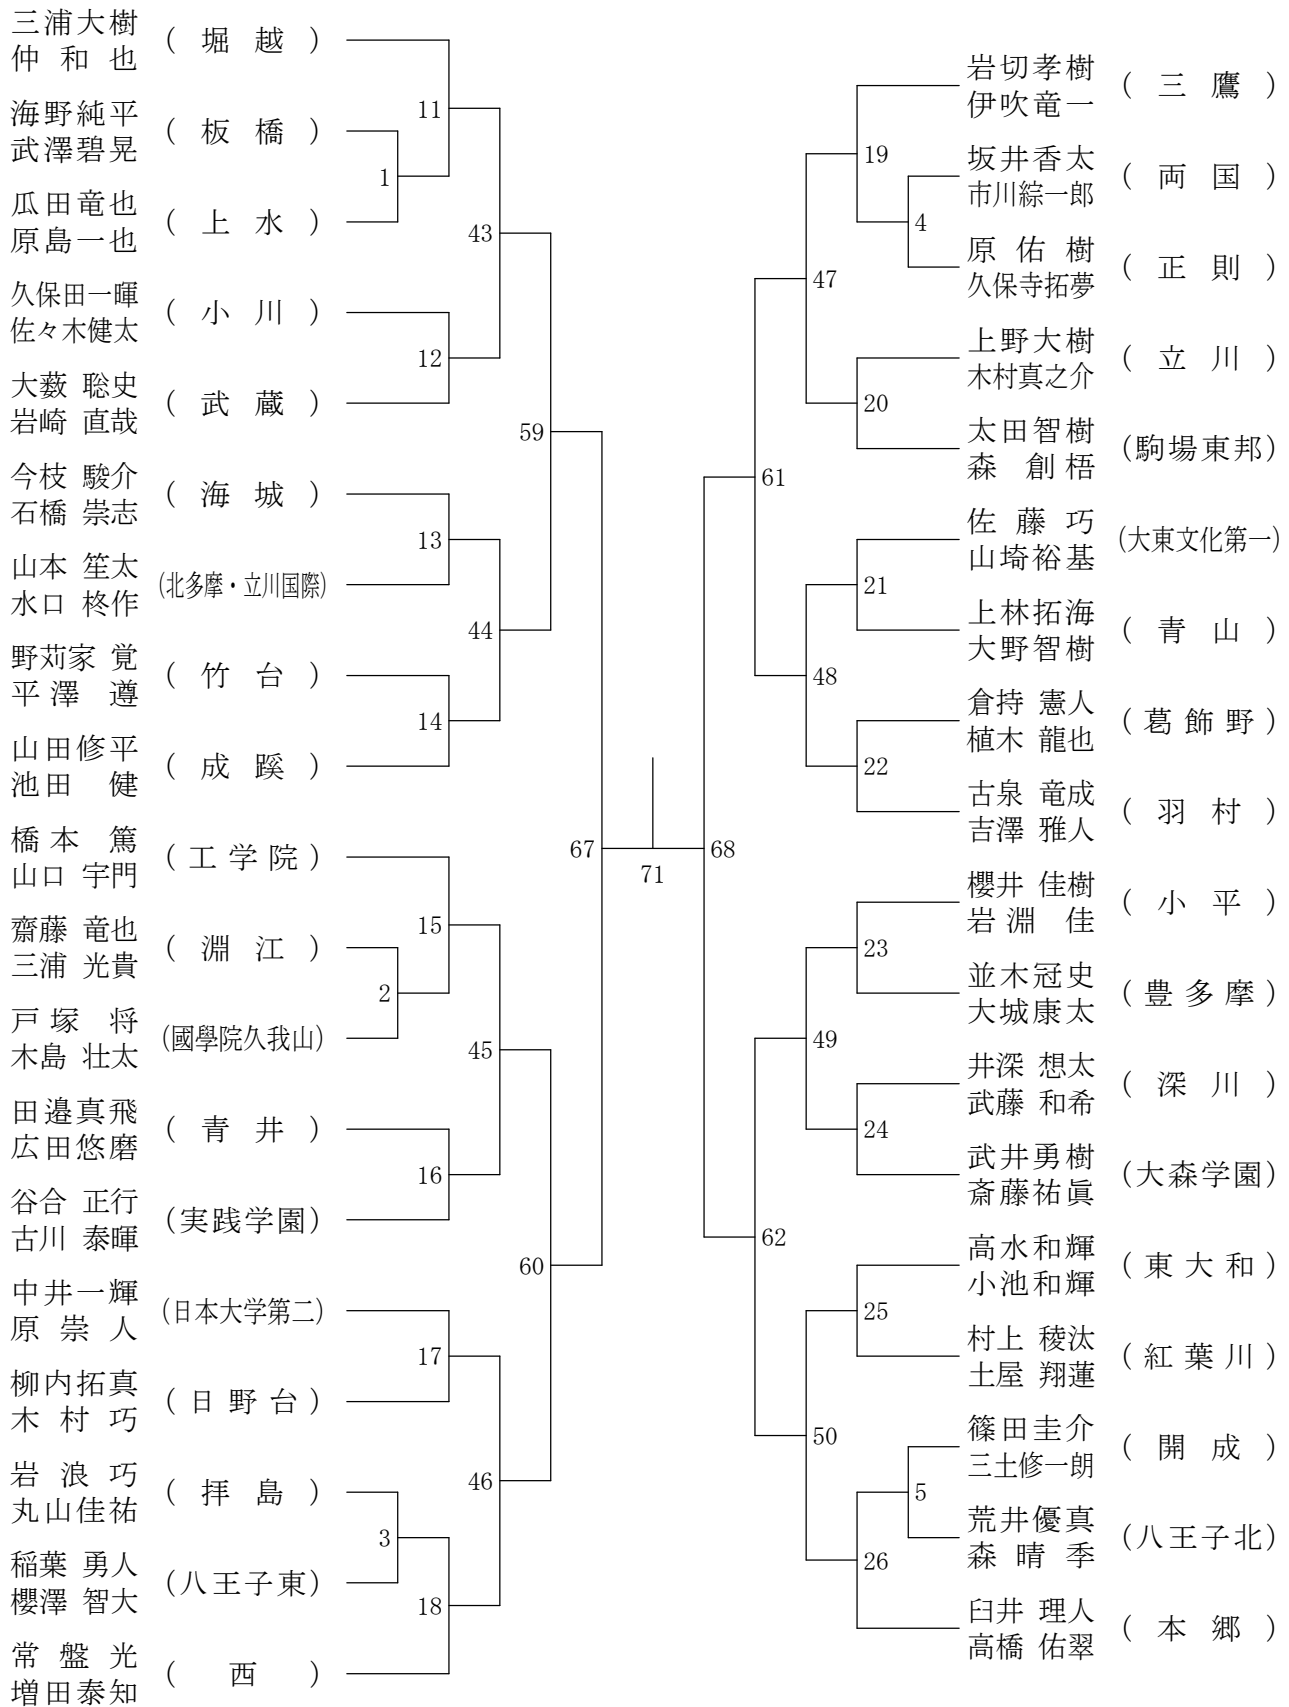 三浦大樹
仲和也
(堀越)
海野純平
武澤碧晃
(板橋)
瓜田竜也
原島一也
(上水)
久保田一暉
佐々木健太
(小川)
大薮 聡史
岩崎 直哉
(武蔵)
今枝 駿介
石橋 崇志
(海城)
山本 笙太
水口 柊作
(北多摩・立川国際)
野苅家 覚
平澤 遵
(竹台)
山田修平
池田 健
(成蹊)
橋本 篤
山口 宇門
(工学院)
齋藤 竜也
三浦 光貴
(淵江)
戸塚 将
木島 壮太
(國學院久我山)
田邉真飛
広田悠磨
(青井)
谷合 正行
古川 泰暉
(実践学園)
中井一輝
原崇人
(日本大学第二)
柳内拓真
木村巧
(日野台)
岩浪巧
丸山佳祐
(拝島)
稲葉 勇人
櫻澤 智大
(八王子東)
常盤光
増田泰知
(西)
1
2
3
11
12
13
14
15
16
17
18
43
44
45
46
59
60
67
71
68
61
62
47
48
49
50
19
20
21
22
23
24
25
26
4
5
岩切孝樹
伊吹竜一
(三鷹)
坂井香太
市川綜一郎
(両国)
原佑樹
久保寺拓夢
(正則)
上野大樹
木村真之介
(立川)
太田智樹
森創梧
(駒場東邦)
佐藤巧
山埼裕基
(大東文化第一)
上林拓海
大野智樹
(青山)
倉持 憲人
植木 龍也
(葛飾野)
古泉 竜成
吉澤 雅人
(羽村)
櫻井 佳樹
岩淵 佳
(小平)
並木冠史
大城康太
(豊多摩)
井深 想太
武藤 和希
(深川)
武井勇樹
斎藤祐眞
(大森学園)
高水和輝
小池和輝
(東大和)
村上 稜汰
土屋 翔蓮
(紅葉川)
篠田圭介
三土修一朗
(開成)
荒井優真
森晴季
(八王子北)
臼井 理人
高橋 佑翠
(本郷)